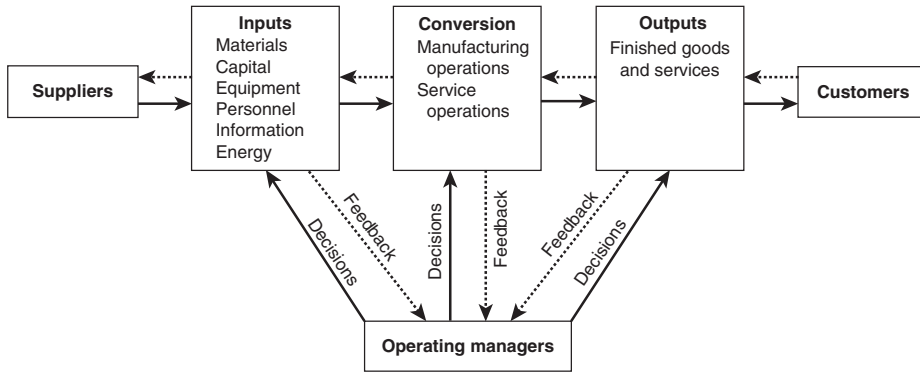 Suppliers
Inputs
Materials
Capital
Equipment
Personnel
Information
Energy
Conversion
Manufacturing
operations
Service
operations
Outputs
Finished goods
and services
Customers
Decisions
Feedback
Decisions
Feedback
Feedback
Decisions
Operating managers